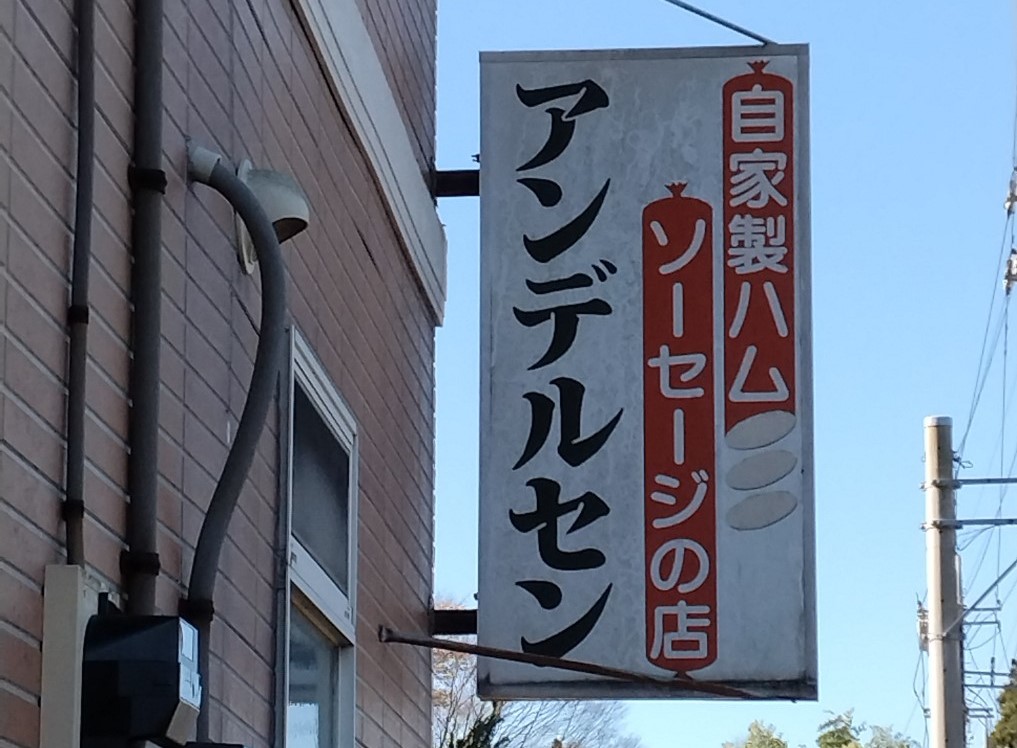 自家製ハム
ソーセージの店
アンデルセン